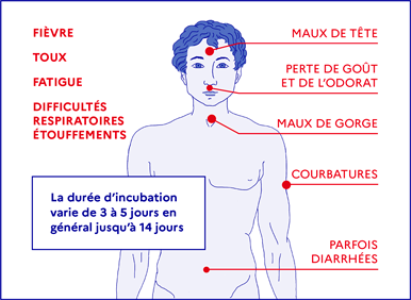 FIÈVRE
TOUX
FATIGUE
DIFFICULTÉS
RESPIRATOIRES
ÉTOUFFEMENTS
MAUX DE TÊTE
PERTE DE GOÛT
ET DE L'ODORAT
MAUX DE GORGE
COURBATURES
PARFOIS
DIARRHÉES
La durée d'incubation
varie de 3 à 5 jours en
général jusqu'à 14 jours